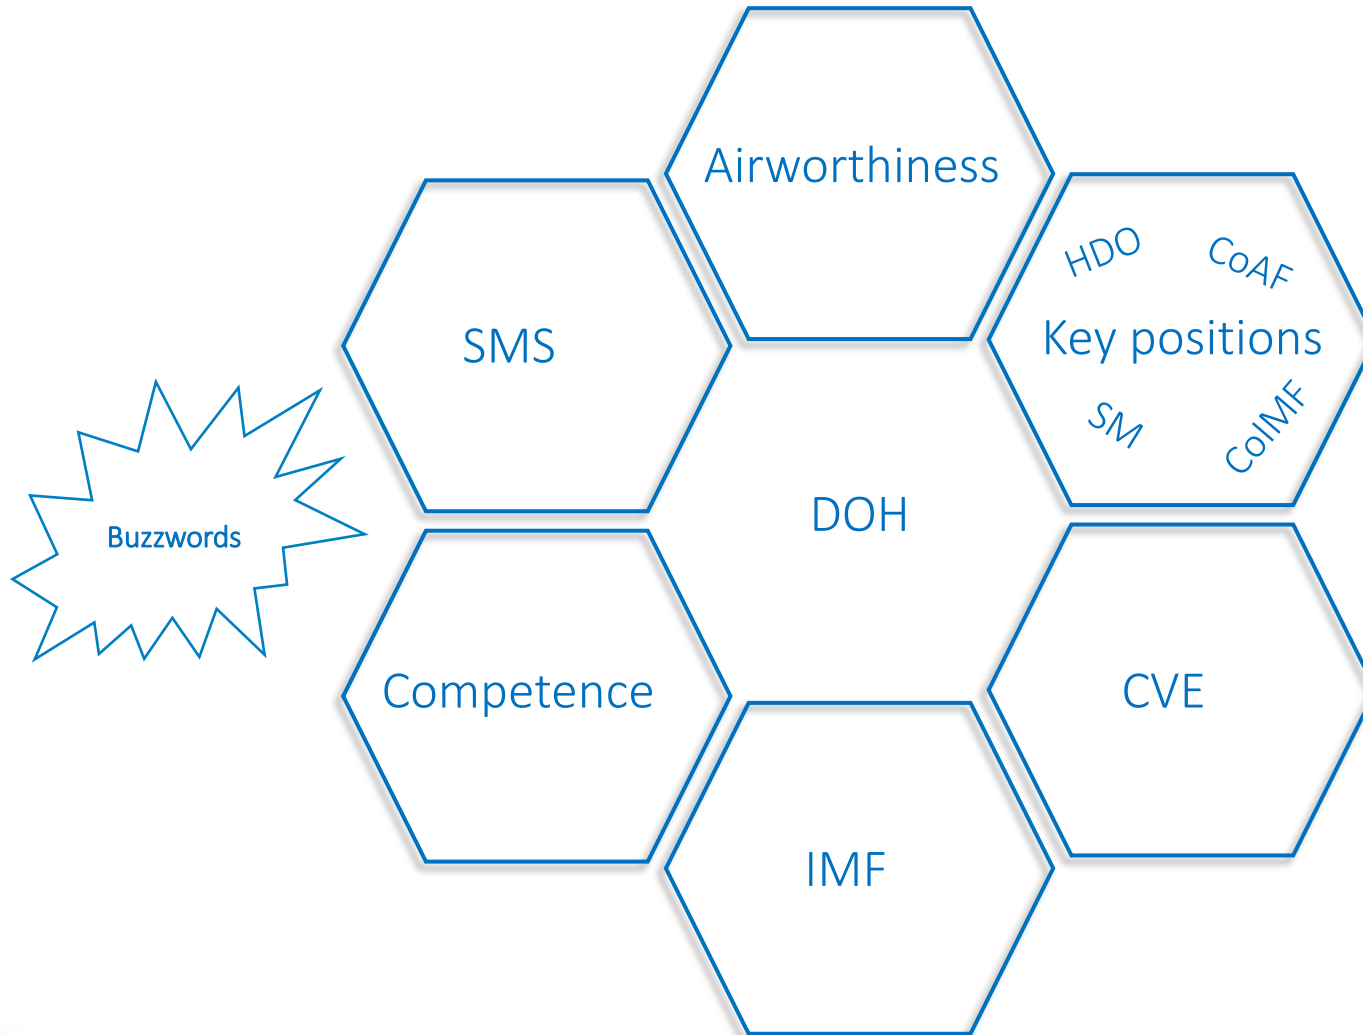 Airworthiness
HDO
CoAF
Key positions
SM
CoIMF
SMS
DOH
Buzzwords
Competence
CVE
IMF